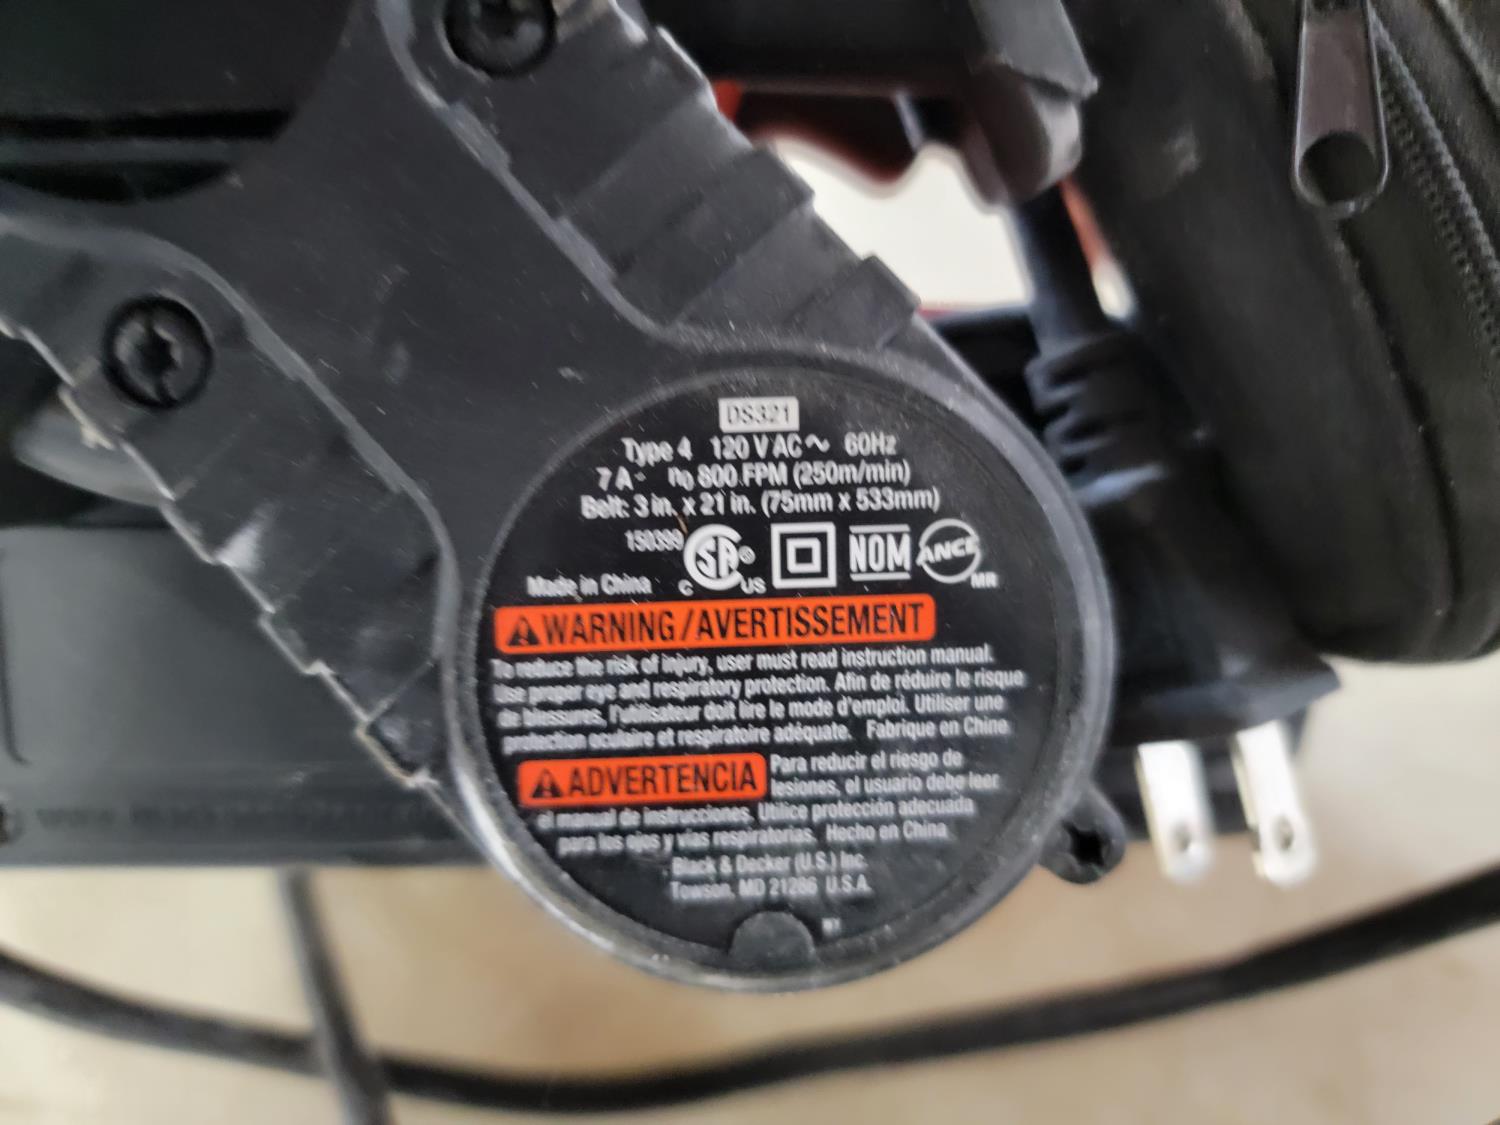 DS321
Type 4 120 V AC ~ 60Hz
7 A n0 800 FPM (250m/min)
Belt: 3 in. x 21 in. (75mm x 533mm)
150399 C SA® US NOM ANCE MR
Made in China
WARNING/AVERTISSEMENT
To reduce the risk of injury, user must read instruction manual.
Use proper eye and respiratory protection. Afin de réduire le risque
de blessures, l'utilisateur doit lire le mode d'emploi. Utiliser une
protection oculaire et respiratoire adéquate. Fabrique en Chine
ADVERTENCIA Para reducir el riesgo de
lesiones, el usuario debe leer
el manual de instrucciones. Utilice protección adecuada
para los ojos y vías respiratorias. Hecho en China
Black & Decker (U.S.) Inc.
Towson, MD 21286 U.S.A.